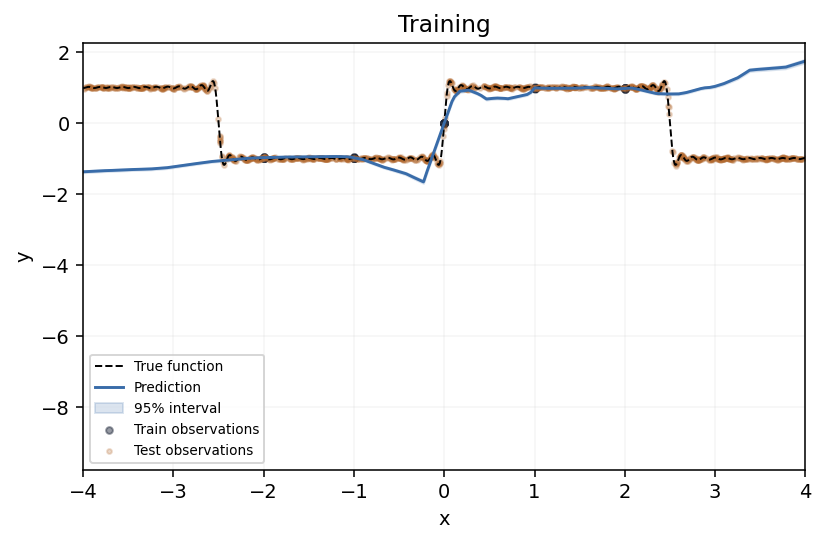 Training
2
0
−2
−4
−6
−8
y
True function
Prediction
95% interval
Train observations
Test observations
−4 −3 −2 −1 0 1 2 3 4
x